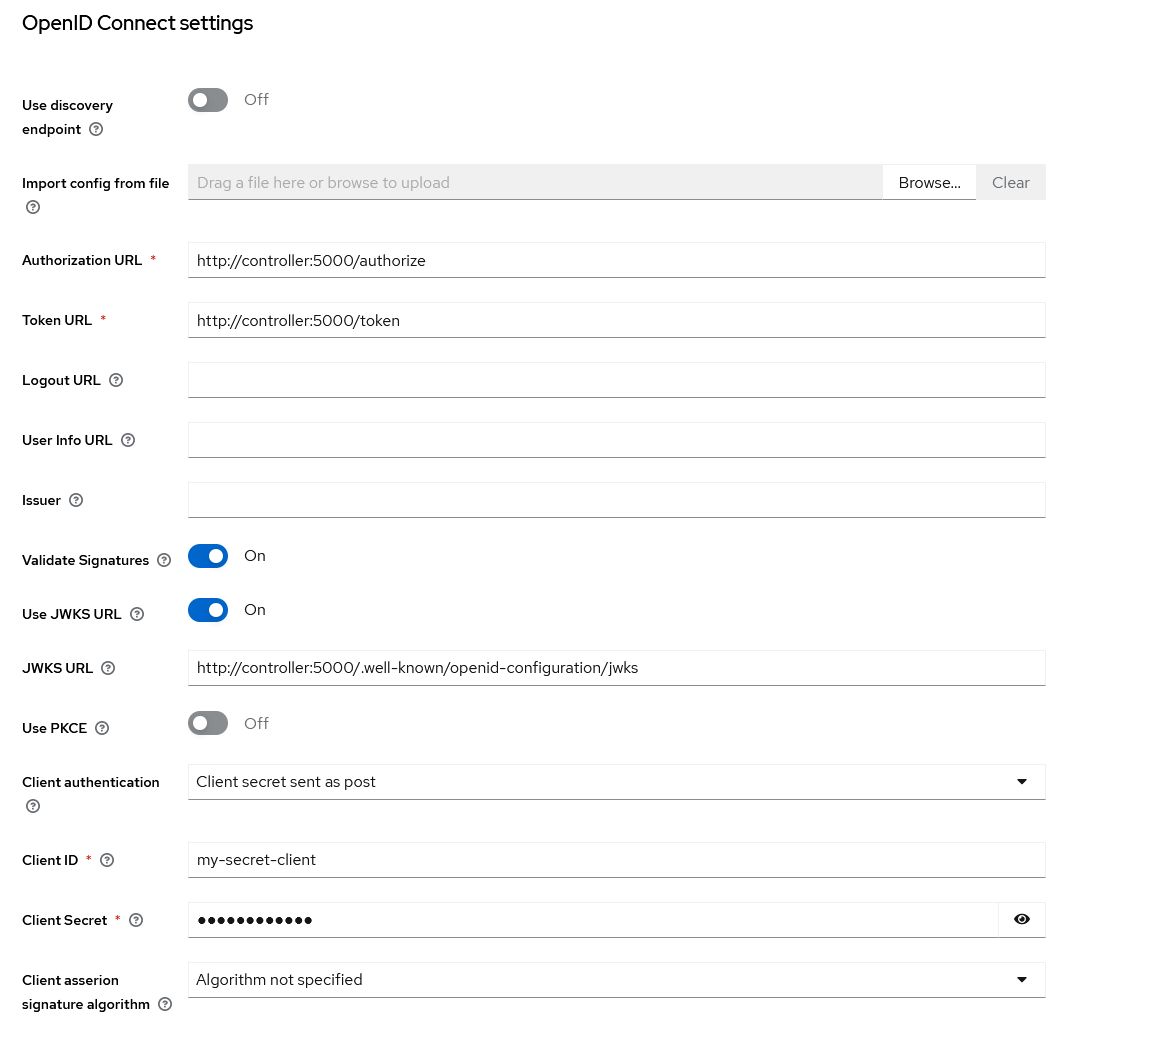 OpenID Connect settings
Use discovery
endpoint
Off
Import config from file
Drag a file here or browse to upload
Browse...
Clear
Authorization URL *
http://controller:5000/authorize
Token URL *
http://controller:5000/token
Logout URL
User Info URL
Issuer
Validate Signatures
On
Use JWKS URL
On
JWKS URL
http://controller:5000/.well-known/openid-configuration/jwks
Use PKCE
Off
Client authentication
Client secret sent as post
Client ID *
my-secret-client
Client Secret *
●●●●●●●●●●●●
Client asserion
signature algorithm
Algorithm not specified